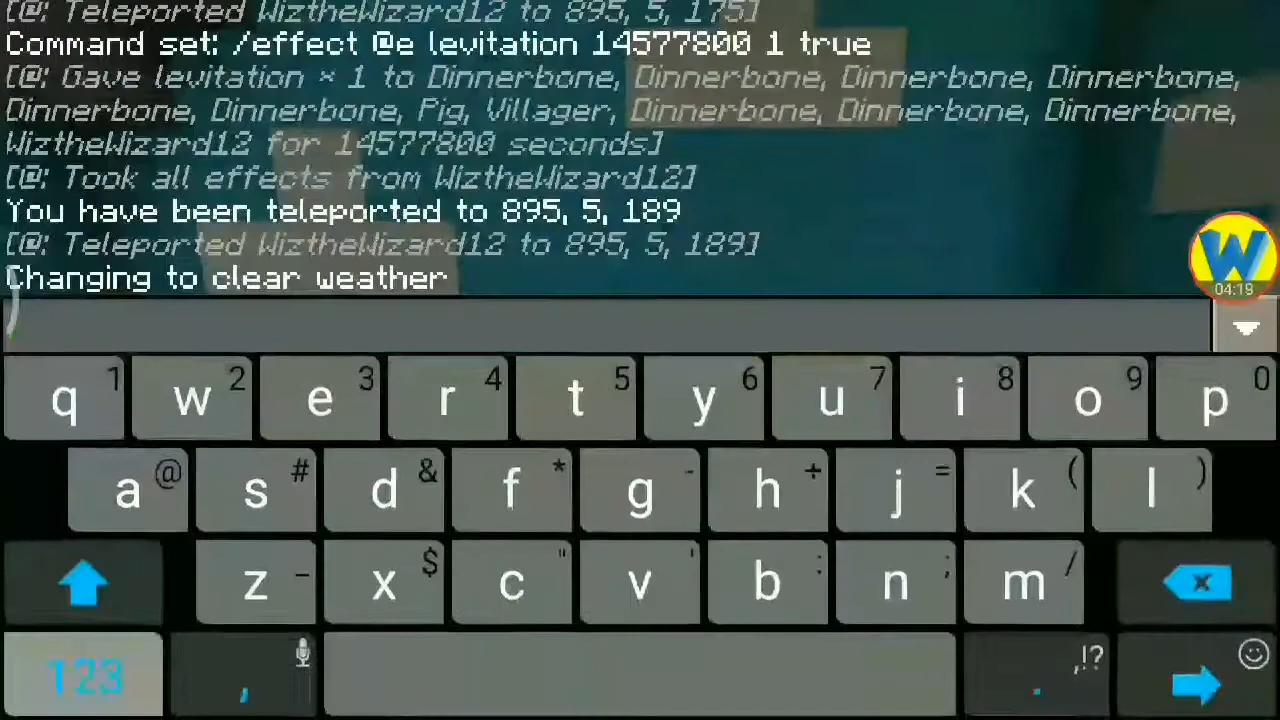 [@: Teleported WiztheWizard12 to 895, 5, 175]
Command set: /effect @e levitation 14577800 1 true
[@: Gave levitation × 1 to Dinnerbone, Dinnerbone, Dinnerbone, Dinnerbone,
Dinnerbone, Dinnerbone, Pig, Villager, Dinnerbone, Dinnerbone, Dinnerbone,
WiztheWizard12 for 14577800 seconds]
[@: Took all effects from WiztheWizard12]
You have been teleported to 895, 5, 189
[@: Teleported WiztheWizard12 to 895, 5, 189]
Changing to clear weather
W
04:19
)
q 1 w 2 e 3 r 4 t 5 y 6 u 7 i 8 o 9 p 0
a @ s # d & f * g - h + j = k ( l )
z _ x $ c " v ' b : n ; m /
123 , . ,!?